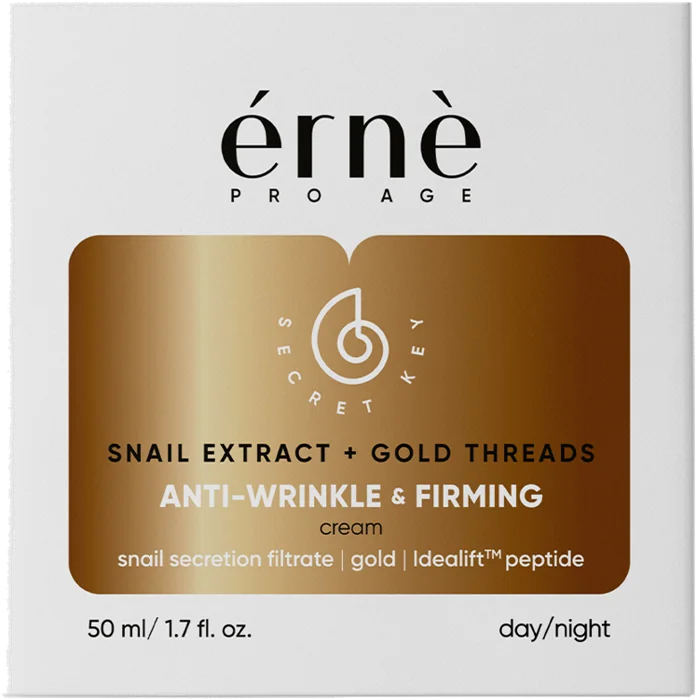 érnè
PRO AGE
SECRET KEY
SNAIL EXTRACT + GOLD THREADS
ANTI-WRINKLE & FIRMING
cream
snail secretion filtrate | gold | Idealift™ peptide
50 ml/ 1.7 fl. oz.
day/night